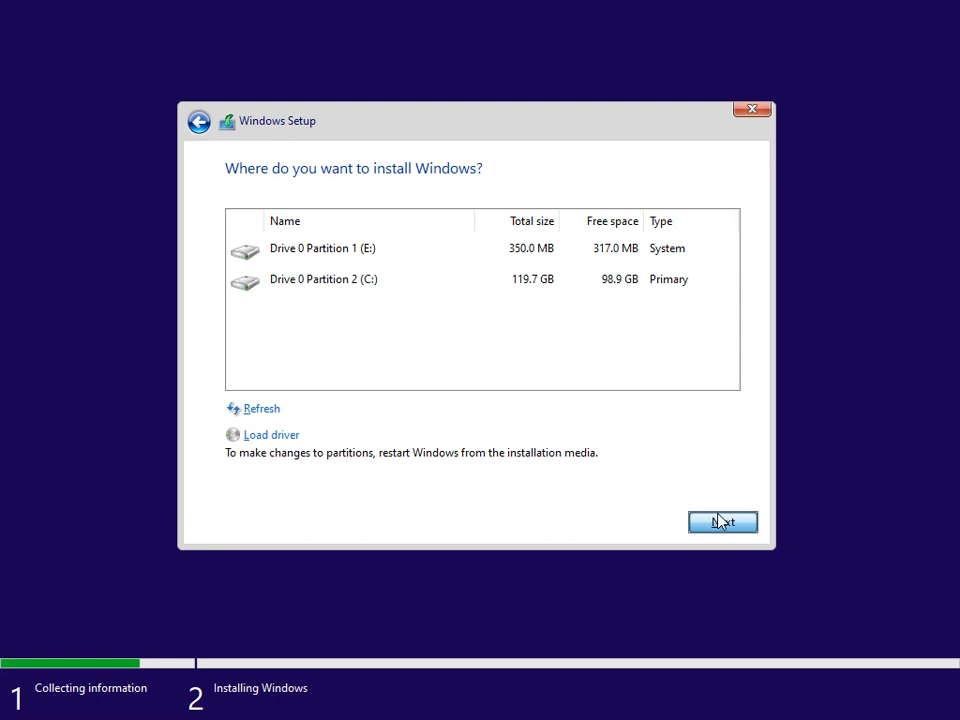 Windows Setup
Where do you want to install Windows?
Name Total size Free space Type
Drive 0 Partition 1 (E:) 350.0 MB 317.0 MB System
Drive 0 Partition 2 (C:) 119.7 GB 98.9 GB Primary
Refresh
Load driver
To make changes to partitions, restart Windows from the installation media.
Next
1 Collecting information 2 Installing Windows